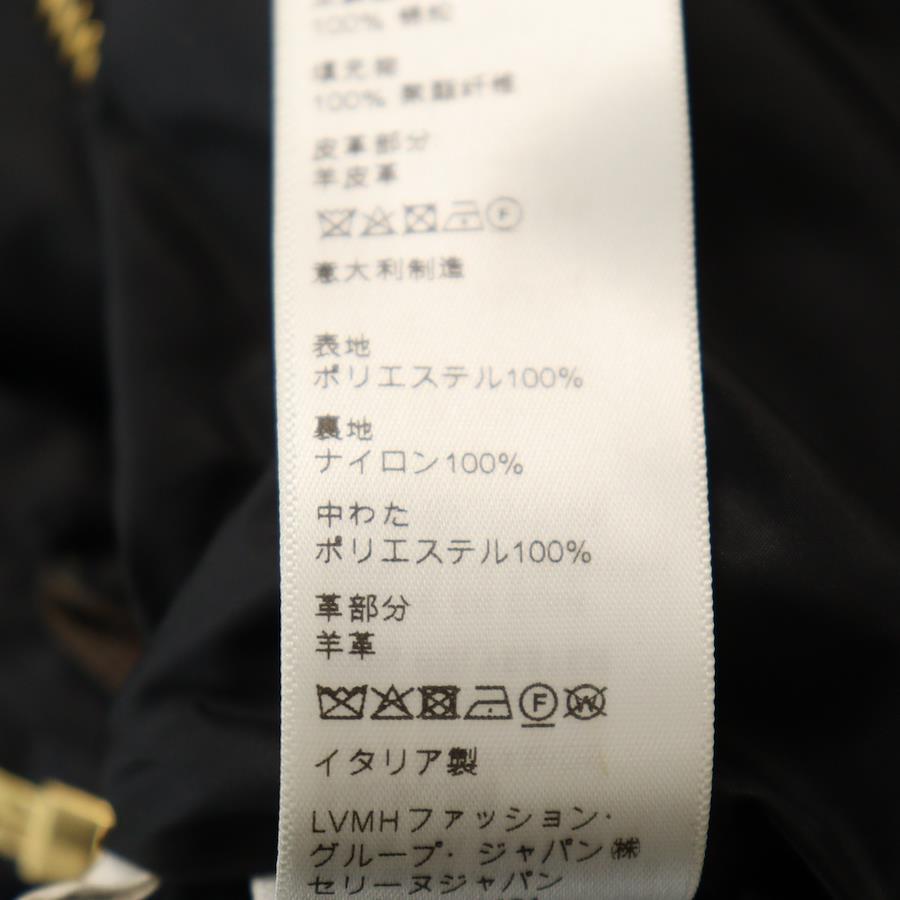 100% 锦纶
填充物
100% 聚酯纤维
皮革部分
羊皮革
F
意大利制造
表地
ポリエステル100%
裏地
ナイロン100%
中わた
ポリエステル100%
革部分
羊革
F W
イタリア製
LVMHファッション・
グループ・ジャパン㈱
セリーヌジャパン